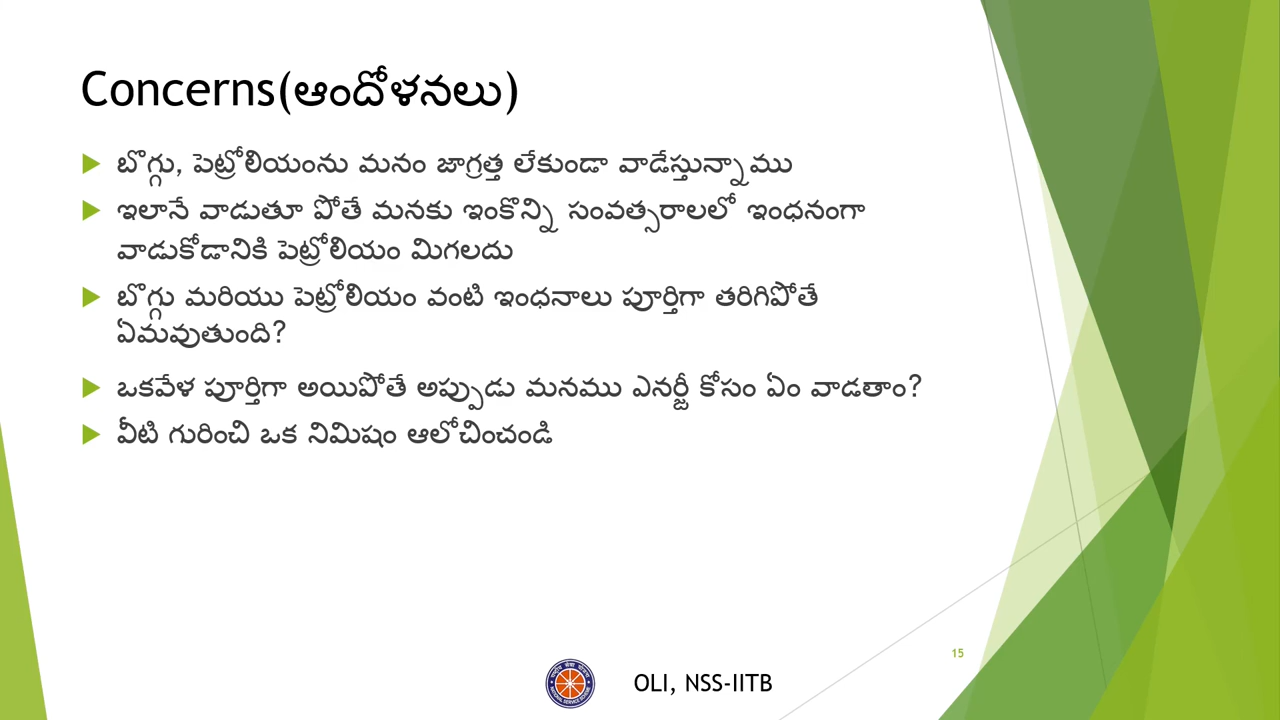 Concerns(ఆందోళనలు)
బొగ్గు, పెట్రోలియంను మనం జాగ్రత్త లేకుండా వాడేస్తున్నాము
ఇలానే వాడుతూ పోతే మనకు ఇంకొన్ని సంవత్సరాలలో ఇంధనంగా
వాడుకోడానికి పెట్రోలియం మిగలదు
బొగ్గు మరియు పెట్రోలియం వంటి ఇంధనాలు పూర్తిగా తరిగిపోతే
ఏమవుతుంది?
ఒకవేళ పూర్తిగా అయిపోతే అప్పుడు మనము ఎనర్జీ కోసం ఏం వాడతాం?
వీటి గురించి ఒక నిమిషం ఆలోచించండి
15
OLI, NSS-IITB